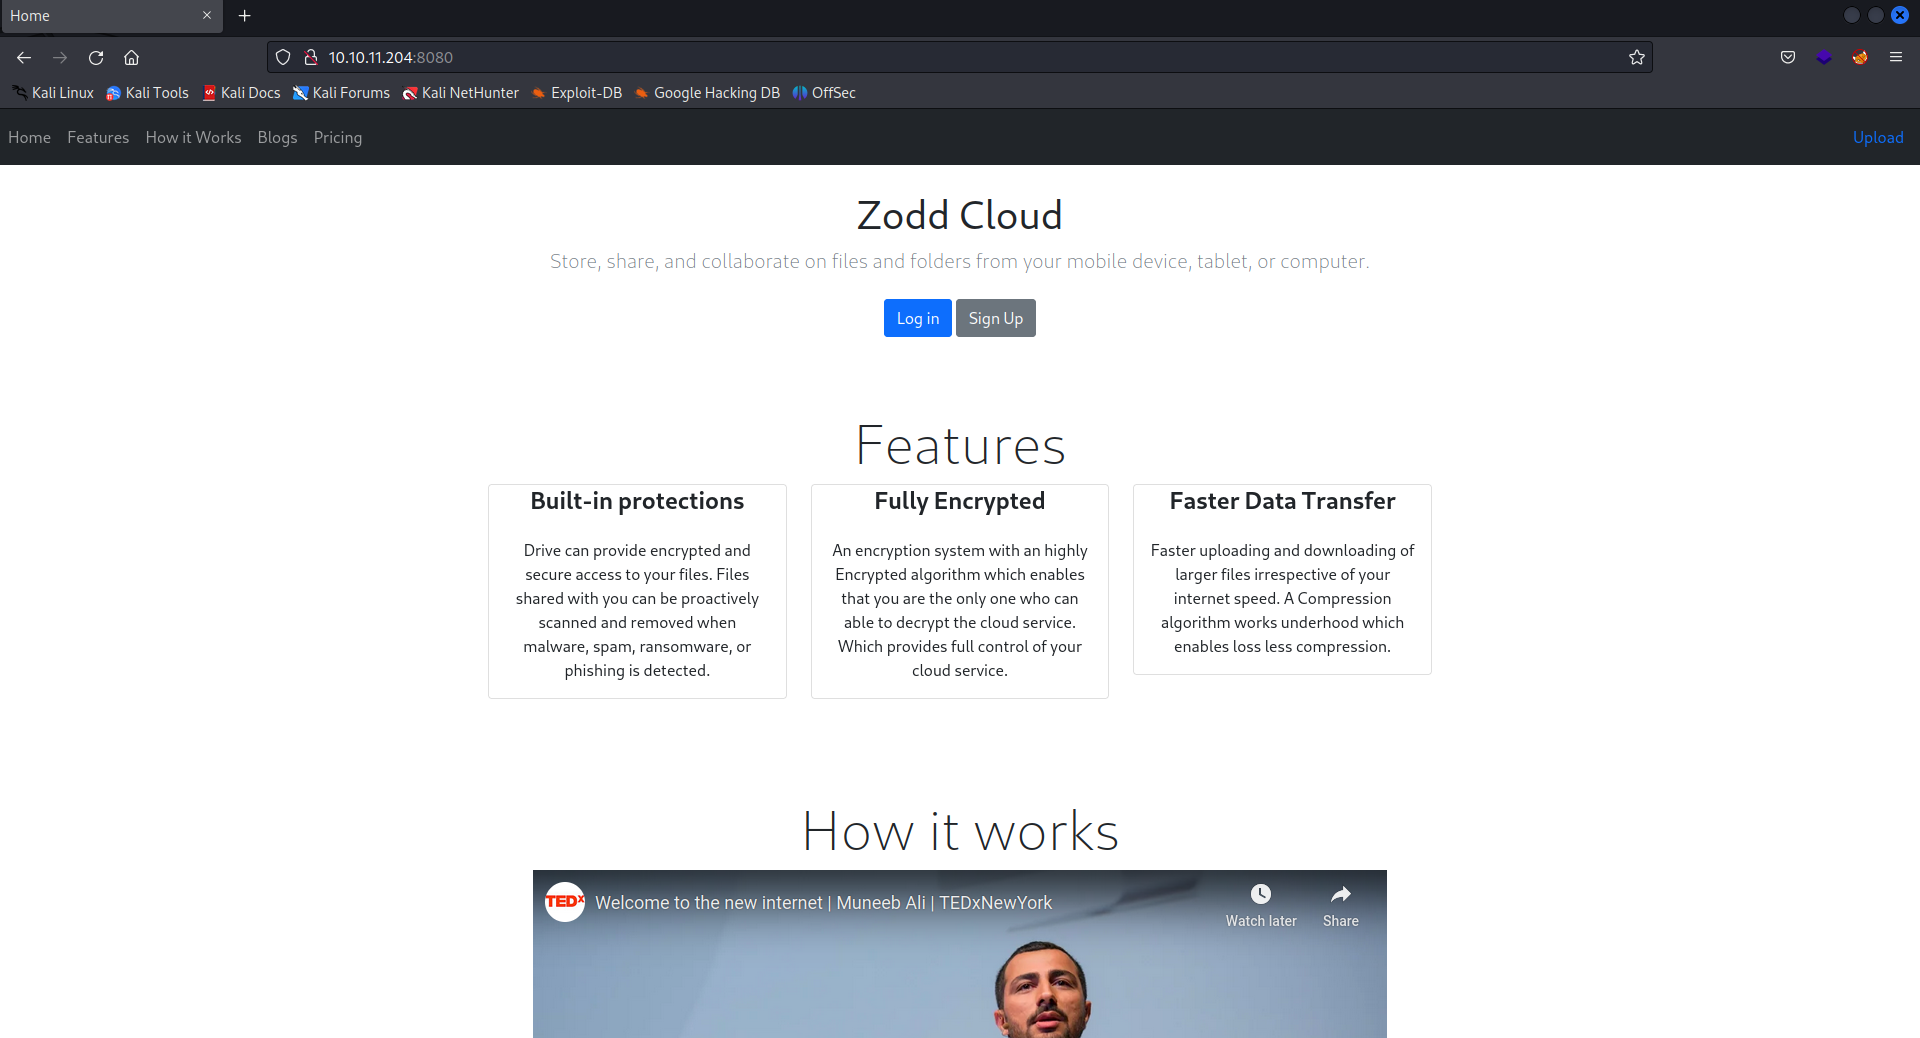 Home
10.10.11.204:8080
Kali Linux Kali Tools Kali Docs Kali Forums Kali NetHunter Exploit-DB Google Hacking DB OffSec
Home Features How it Works Blogs Pricing Upload
Zodd Cloud
Store, share, and collaborate on files and folders from your mobile device, tablet, or computer.
Log in Sign Up
Features
Built-in protections
Drive can provide encrypted and
secure access to your files. Files
shared with you can be proactively
scanned and removed when
malware, spam, ransomware, or
phishing is detected.
Fully Encrypted
An encryption system with an highly
Encrypted algorithm which enables
that you are the only one who can
able to decrypt the cloud service.
Which provides full control of your
cloud service.
Faster Data Transfer
Faster uploading and downloading of
larger files irrespective of your
internet speed. A Compression
algorithm works underhood which
enables loss less compression.
How it works
TEDx Welcome to the new internet | Muneeb Ali | TEDxNewYork
Watch later Share